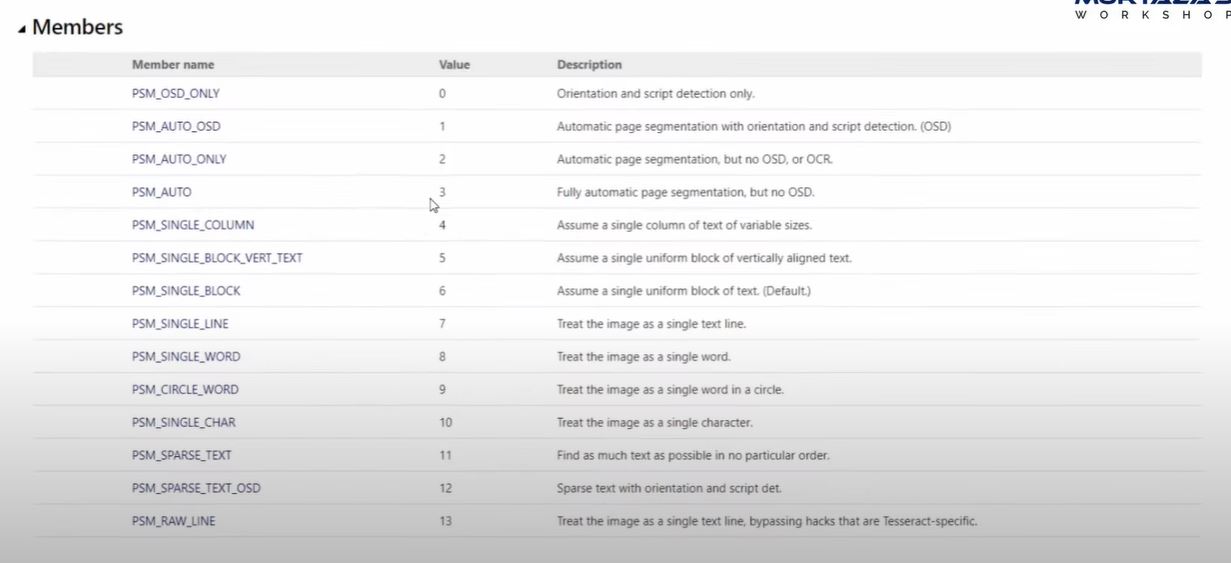 WORKSHOP
Members
Member name Value Description
PSM_OSD_ONLY 0 Orientation and script detection only.
PSM_AUTO_OSD 1 Automatic page segmentation with orientation and script detection. (OSD)
PSM_AUTO_ONLY 2 Automatic page segmentation, but no OSD, or OCR.
PSM_AUTO 3 Fully automatic page segmentation, but no OSD.
PSM_SINGLE_COLUMN 4 Assume a single column of text of variable sizes.
PSM_SINGLE_BLOCK_VERT_TEXT 5 Assume a single uniform block of vertically aligned text.
PSM_SINGLE_BLOCK 6 Assume a single uniform block of text. (Default.)
PSM_SINGLE_LINE 7 Treat the image as a single text line.
PSM_SINGLE_WORD 8 Treat the image as a single word.
PSM_CIRCLE_WORD 9 Treat the image as a single word in a circle.
PSM_SINGLE_CHAR 10 Treat the image as a single character.
PSM_SPARSE_TEXT 11 Find as much text as possible in no particular order.
PSM_SPARSE_TEXT_OSD 12 Sparse text with orientation and script det.
PSM_RAW_LINE 13 Treat the image as a single text line, bypassing hacks that are Tesseract-specific.